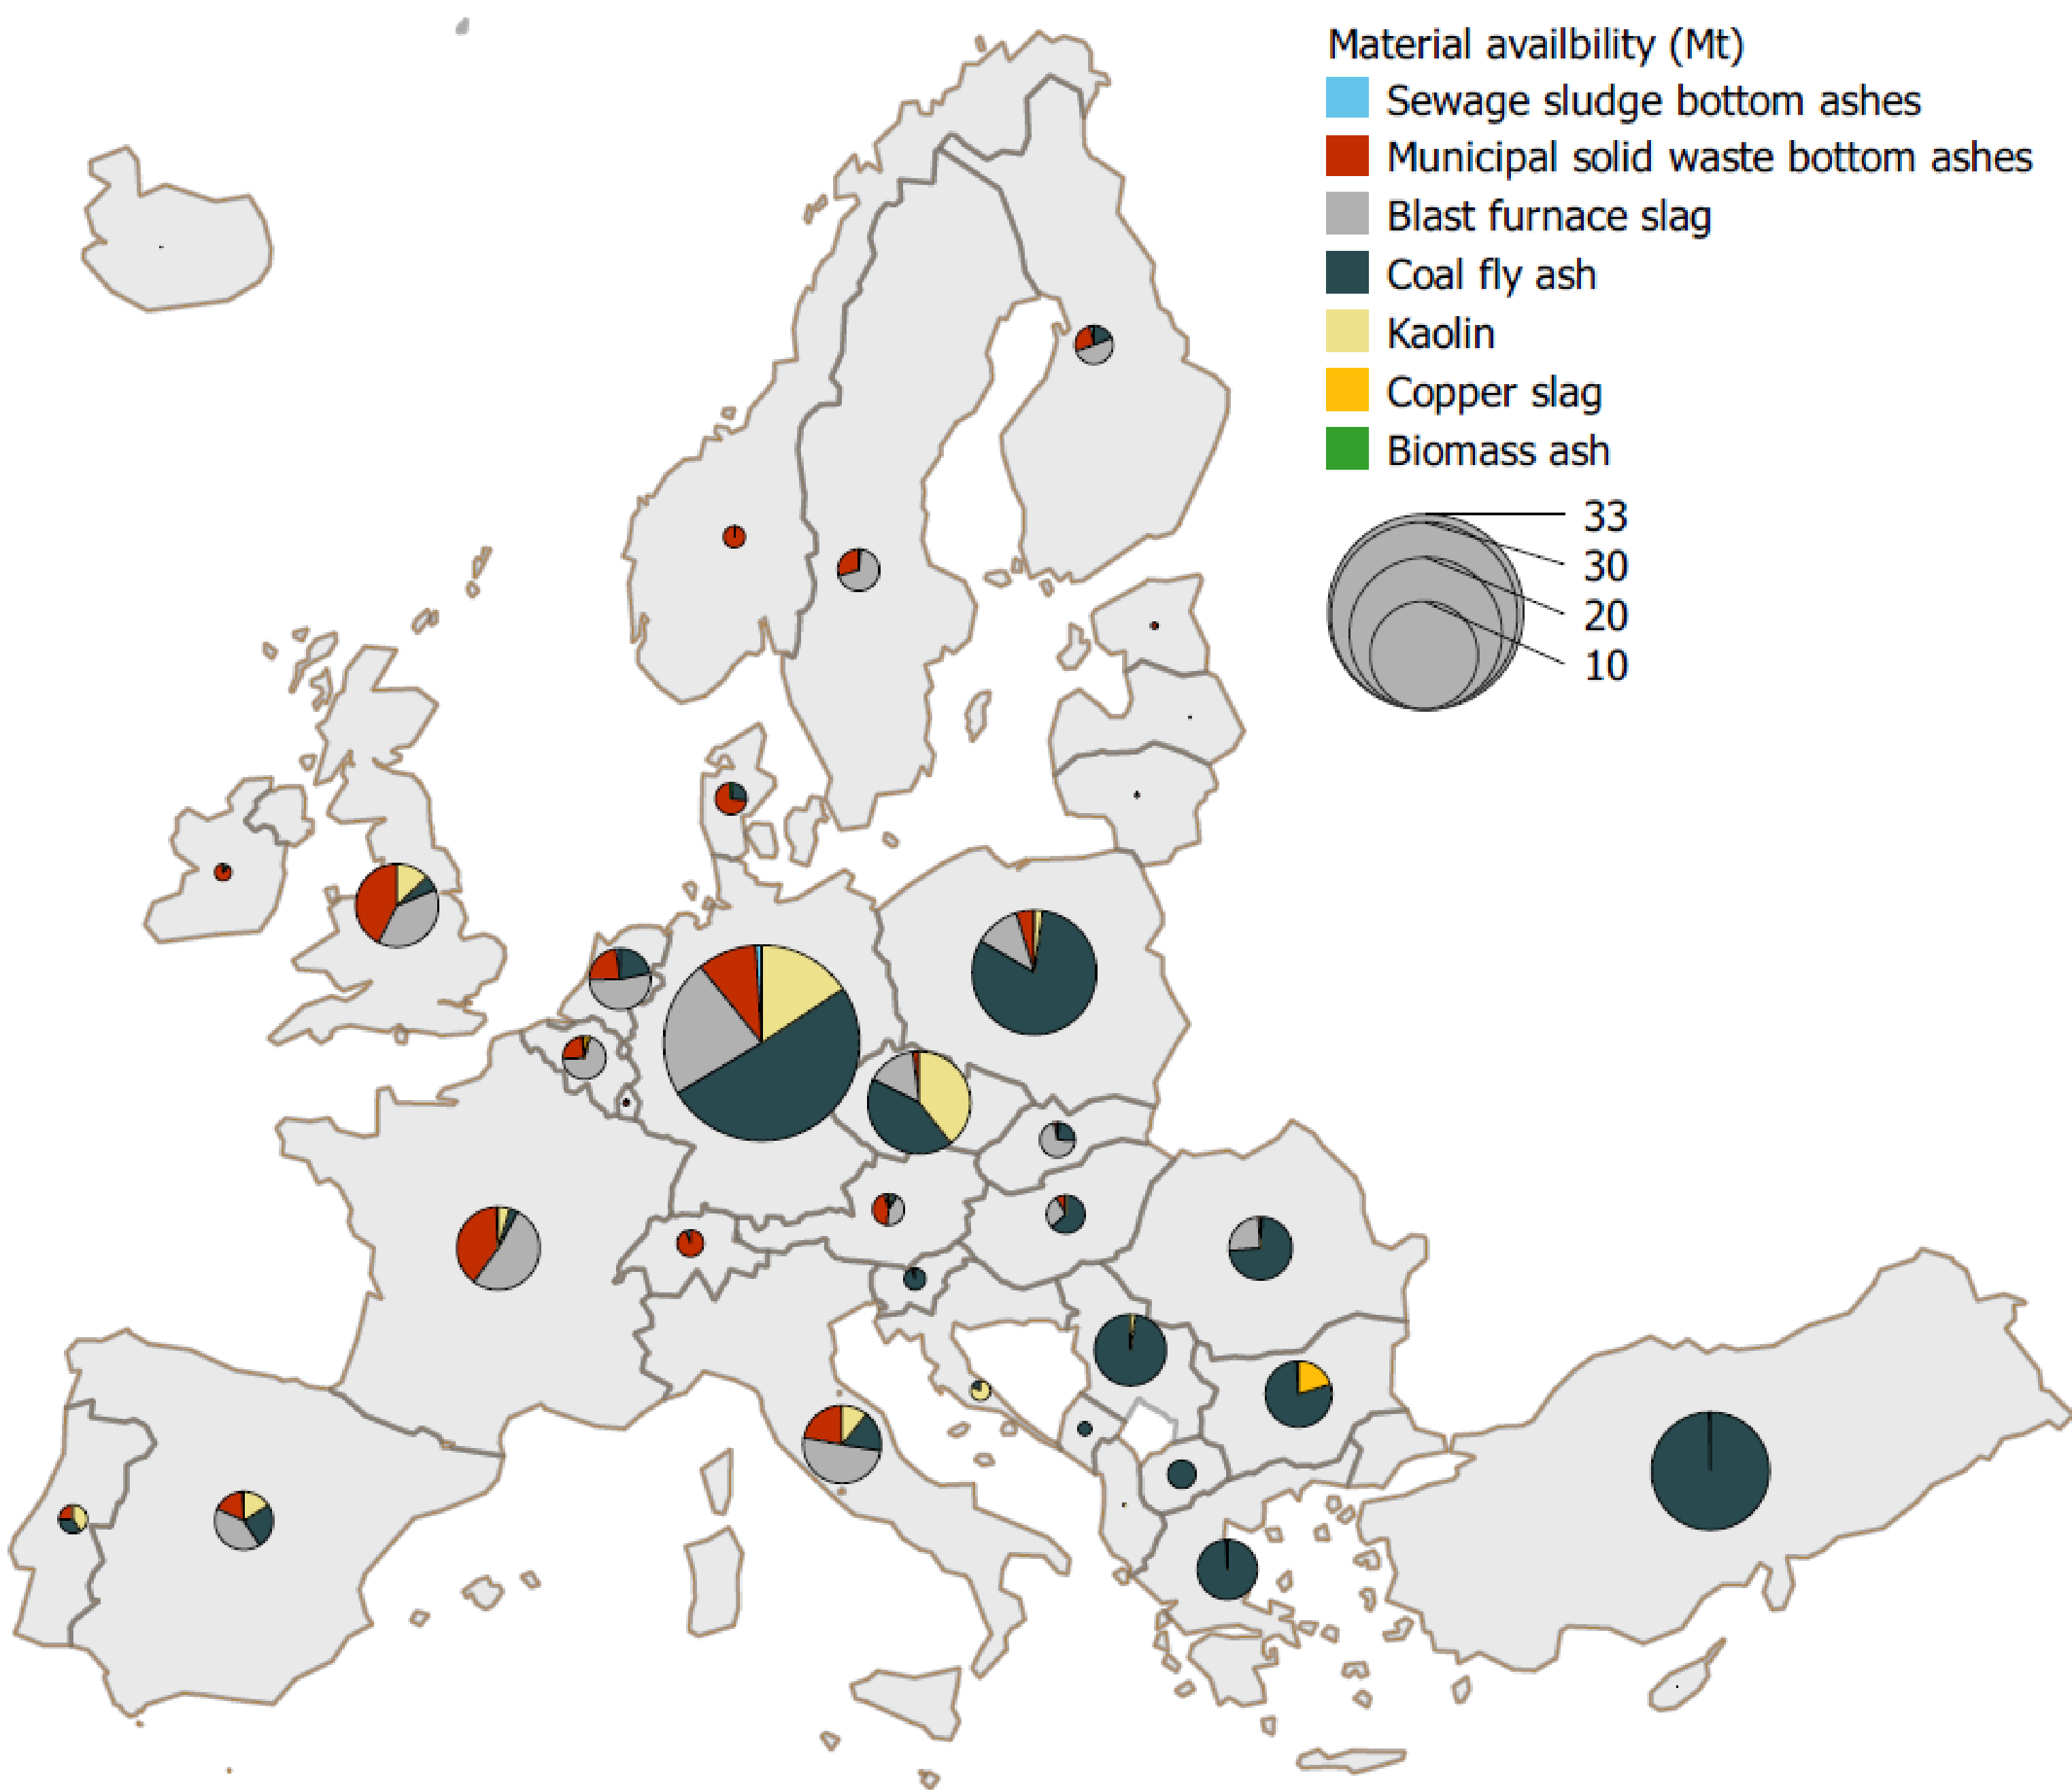 Material availbility (Mt)
Sewage sludge bottom ashes
Municipal solid waste bottom ashes
Blast furnace slag
Coal fly ash
Kaolin
Copper slag
Biomass ash
33
30
20
10